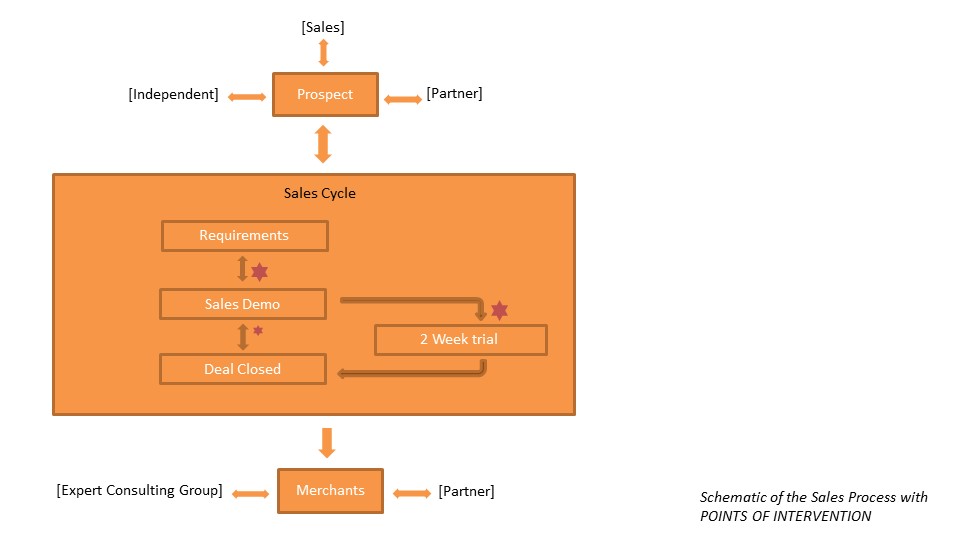 [Sales]
[Independent]
Prospect
[Partner]
Sales Cycle
Requirements
Sales Demo
2 Week trial
Deal Closed
[Expert Consulting Group]
Merchants
[Partner]
Schematic of the Sales Process with
POINTS OF INTERVENTION